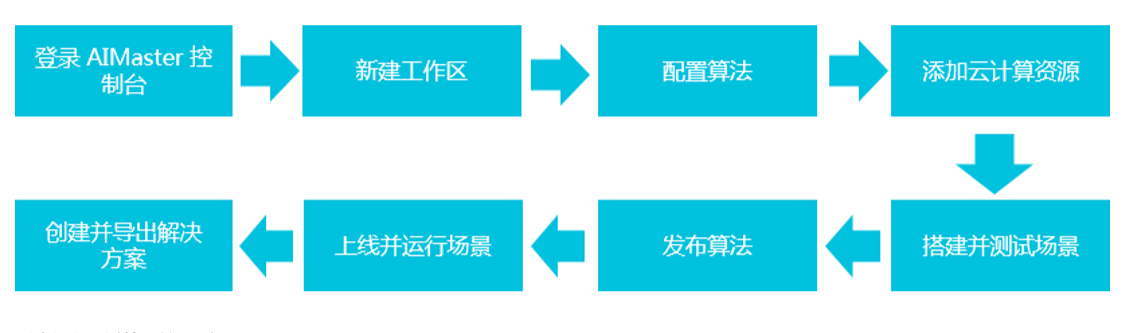 登录 AIMaster 控
制台
新建工作区
配置算法
添加云计算资源
搭建并测试场景
发布算法
上线并运行场景
创建并导出解决
方案